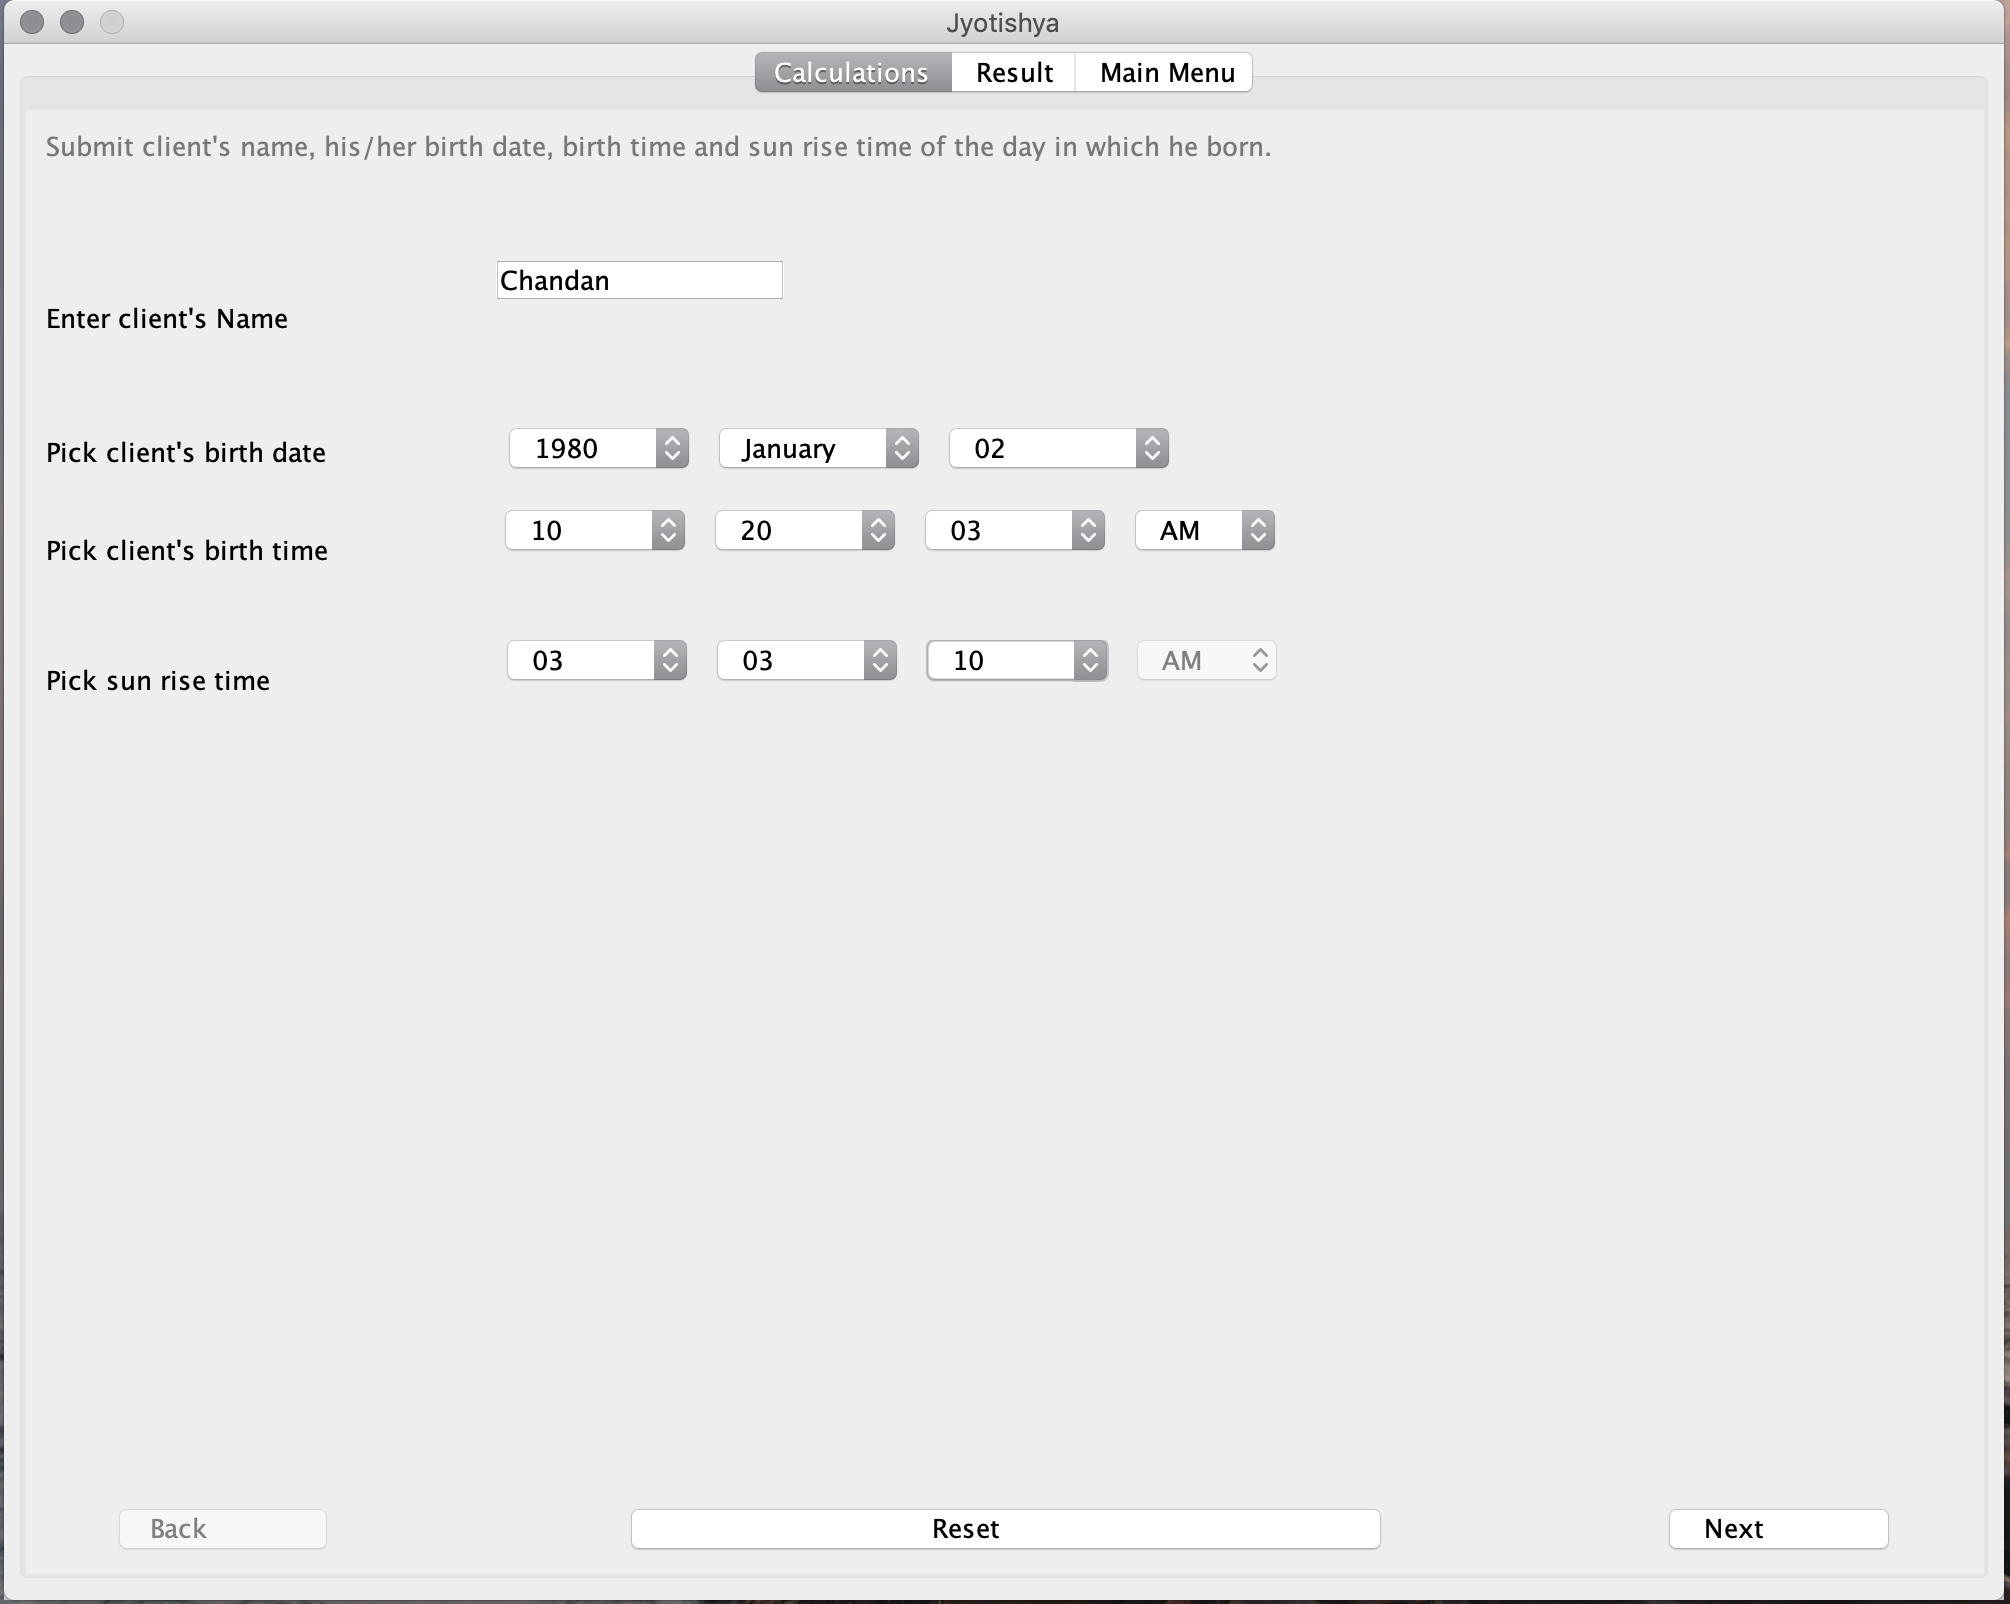 Jyotishya
Calculations Result Main Menu
Submit client's name, his/her birth date, birth time and sun rise time of the day in which he born.
Chandan
Enter client's Name
Pick client's birth date 1980 January 02
Pick client's birth time 10 20 03 AM
Pick sun rise time 03 03 10 AM
Back Reset Next